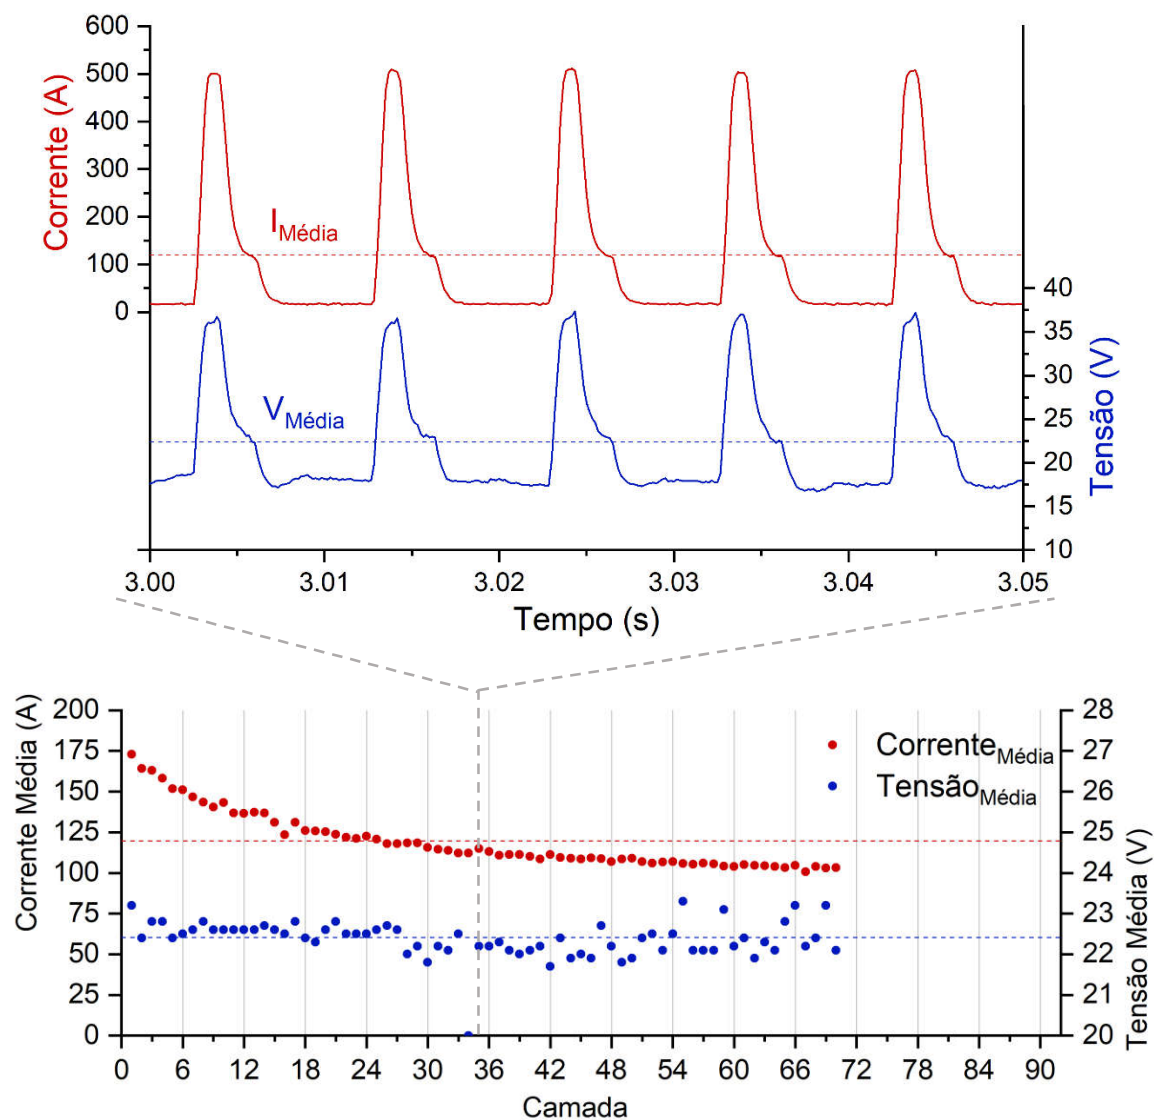 600
500
400
300
200
100
0
Corrente (A)
I Média
V Média
40
35
30
25
20
15
10
Tensão (V)
3.00 3.01 3.02 3.03 3.04 3.05
Tempo (s)
200
175
150
125
100
75
50
25
0
Corrente Média (A)
Corrente Média
Tensão Média
28
27
26
25
24
23
22
21
20
Tensão Média (V)
0 6 12 18 24 30 36 42 48 54 60 66 72 78 84 90
Camada